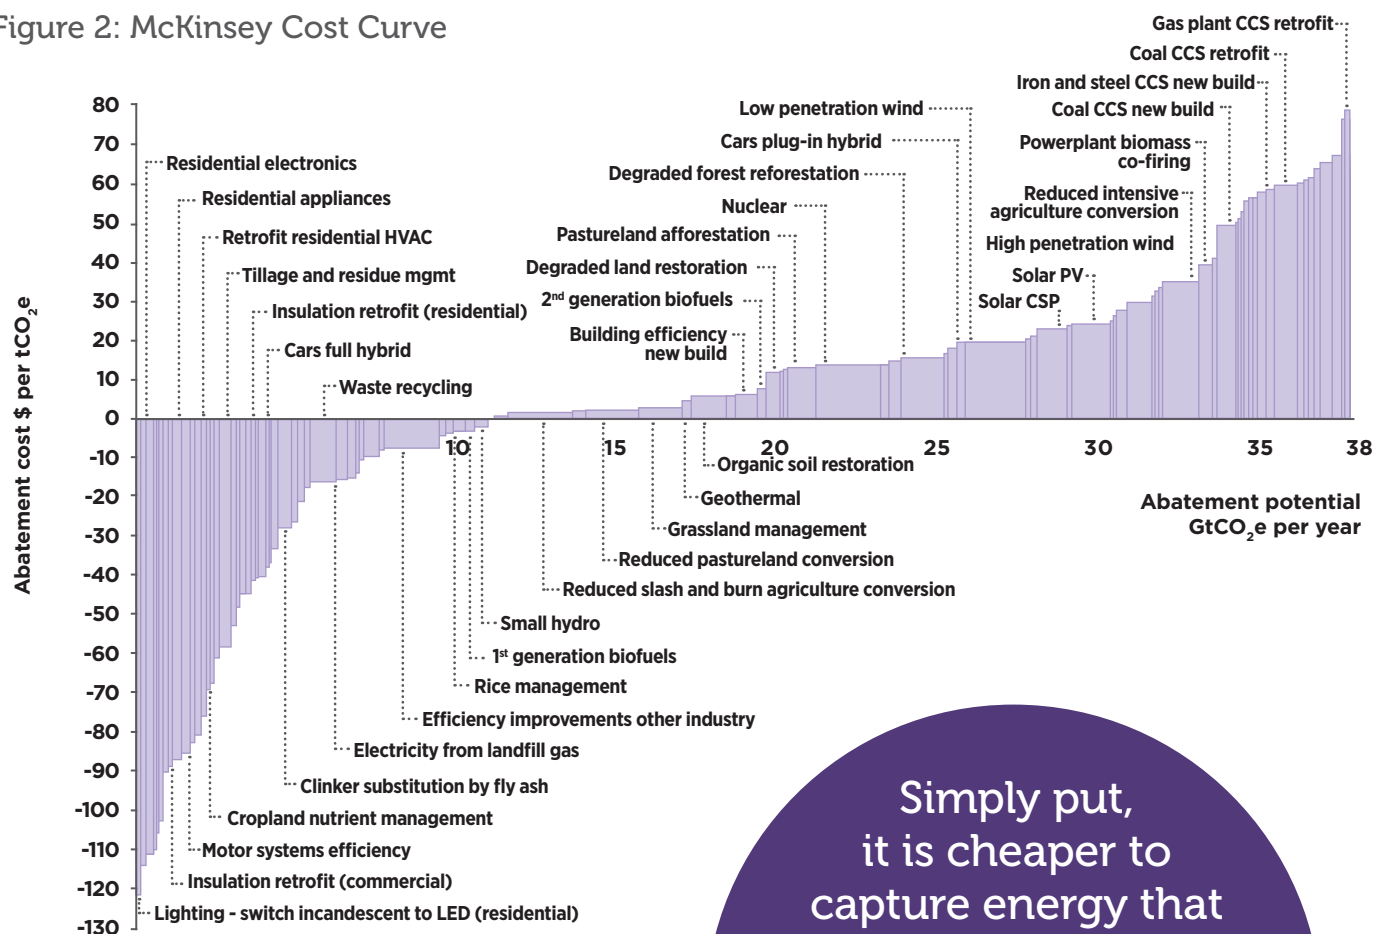 Figure 2: McKinsey Cost Curve
Gas plant CCS retrofit
Coal CCS retrofit
Iron and steel CCS new build
Coal CCS new build
Low penetration wind
Cars plug-in hybrid
Powerplant biomass
co-firing
Degraded forest reforestation
Reduced intensive
agriculture conversion
Nuclear
Pastureland afforestation
High penetration wind
Degraded land restoration
Solar PV
2nd generation biofuels
Solar CSP
Building efficiency
new build
Residential electronics
Residential appliances
Retrofit residential HVAC
Tillage and residue mgmt
Insulation retrofit (residential)
Cars full hybrid
Waste recycling
80
70
60
50
40
30
20
10
0
-10
-20
-30
-40
-50
-60
-70
-80
-90
-100
-110
-120
-130
Abatement cost $ per tCO2e
10 15 20 25 30 35 38
Abatement potential
GtCO2e per year
Organic soil restoration
Geothermal
Grassland management
Reduced pastureland conversion
Reduced slash and burn agriculture conversion
Small hydro
1st generation biofuels
Rice management
Efficiency improvements other industry
Electricity from landfill gas
Clinker substitution by fly ash
Cropland nutrient management
Motor systems efficiency
Insulation retrofit (commercial)
Lighting - switch incandescent to LED (residential)
Simply put,
it is cheaper to
capture energy that